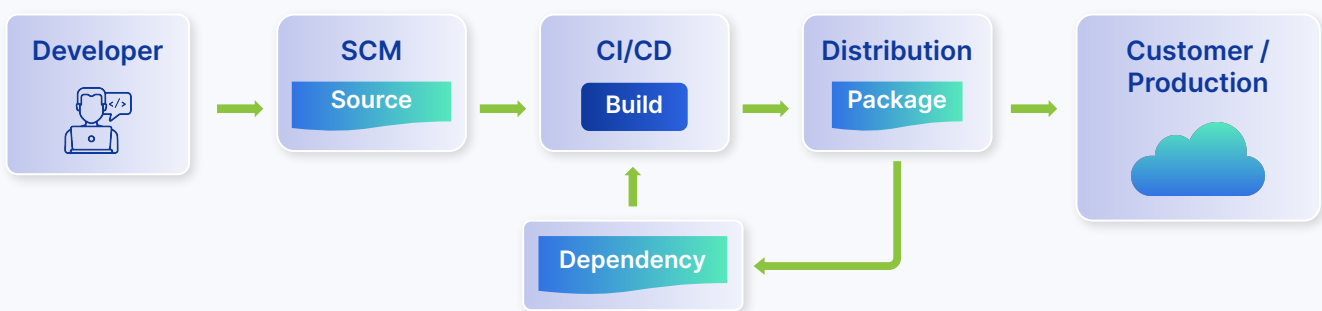 Developer
</>
SCM
Source
CI/CD
Build
Distribution
Package
Customer /
Production
Dependency